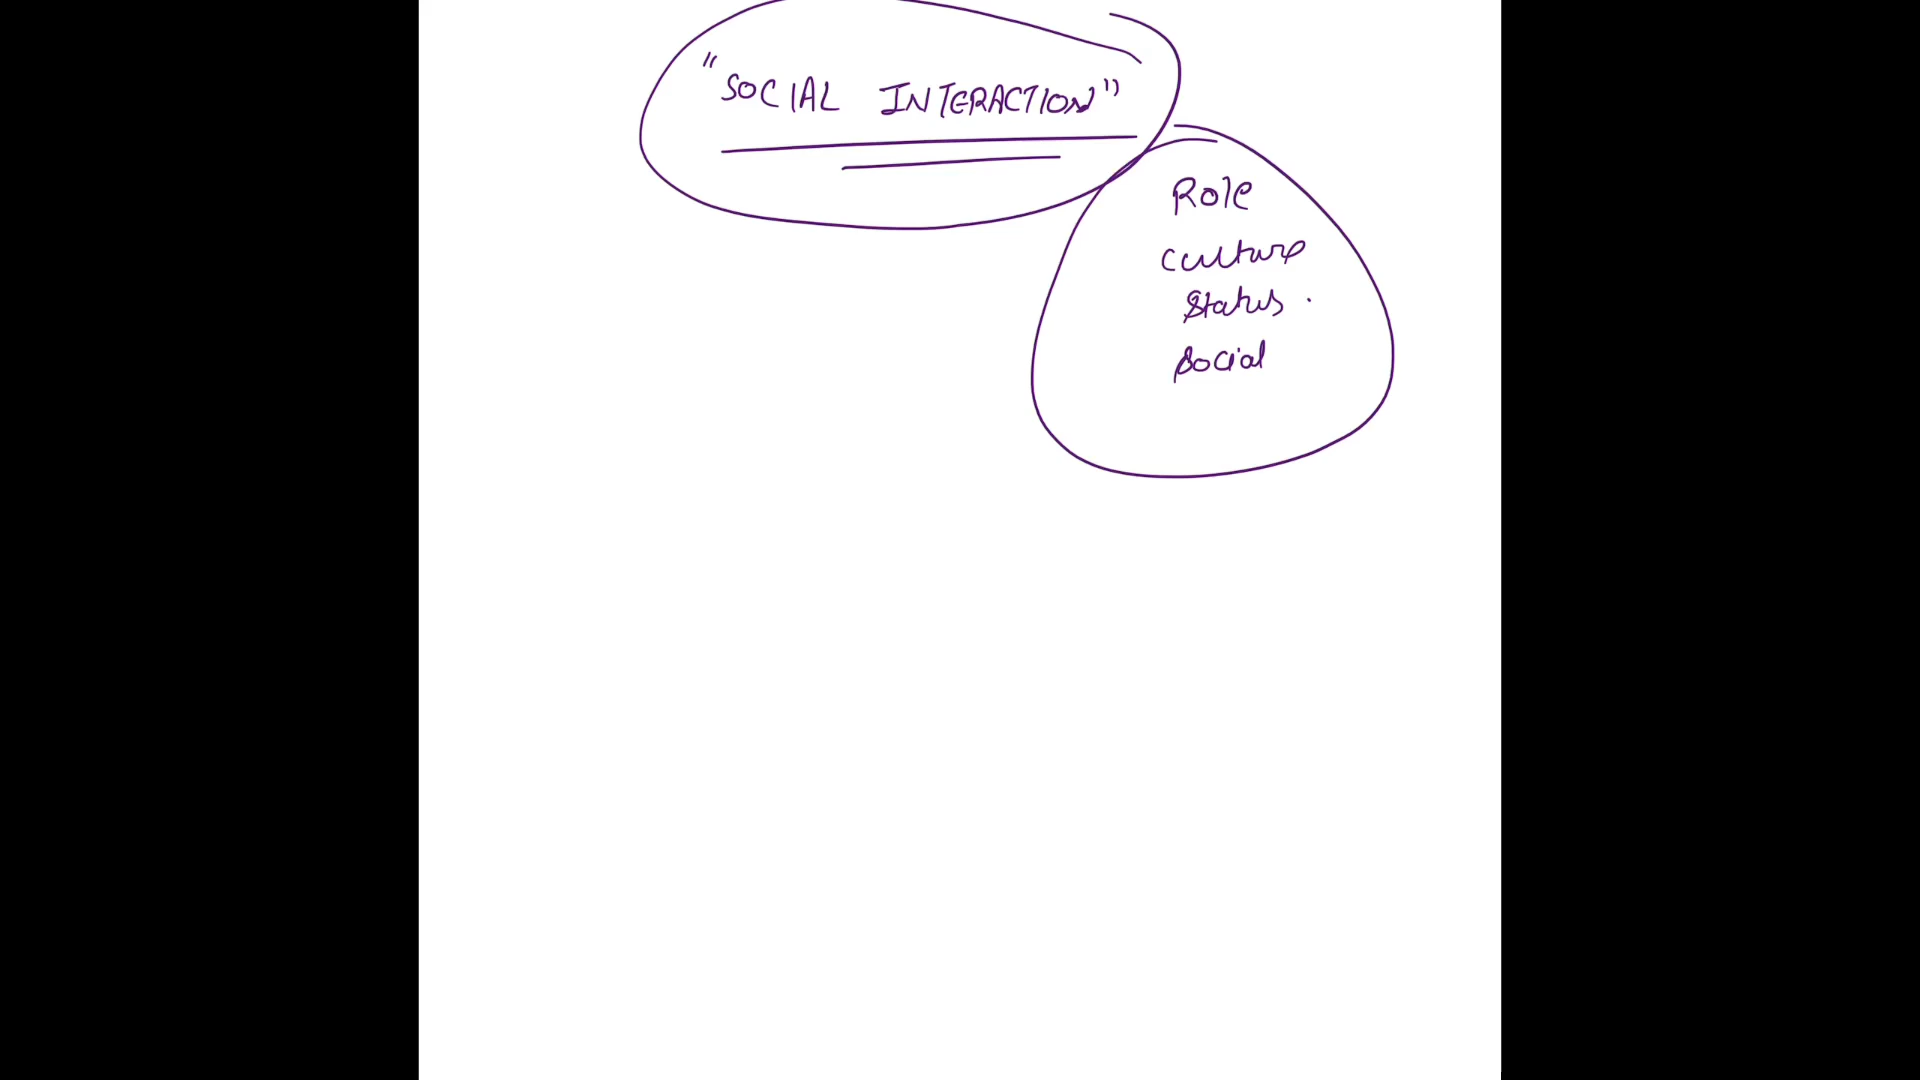 "SOCIAL INTERACTION"
Role
Culture
Status.
Social